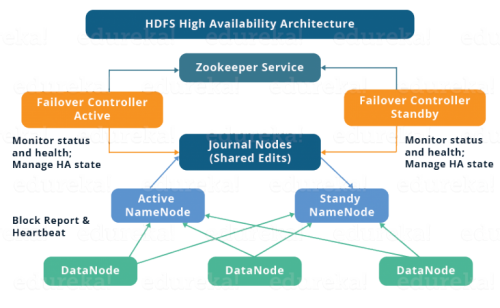 HDFS High Availability Architecture
Zookeeper Service
Failover Controller
Active
Failover Controller
Standby
Monitor status
and health;
Manage HA state
Journal Nodes
(Shared Edits)
Monitor status
and health;
Manage HA state
Active
NameNode
Standy
NameNode
Block Report &
Heartbeat
DataNode
DataNode
DataNode
edureka!